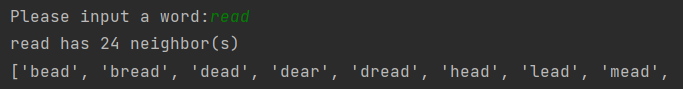 Please input a word:read
read has 24 neighbor(s)
['bead', 'bread', 'dead', 'dear', 'dread', 'head', 'lead', 'mead',